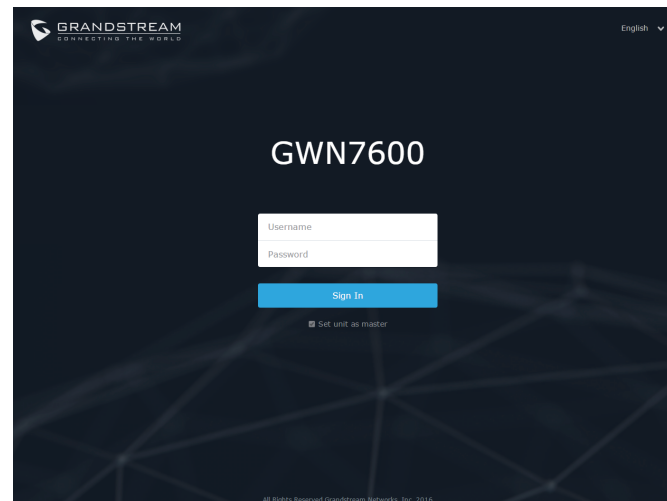 GRANDSTREAM
CONNECTING THE WORLD
English
GWN7600
Username
Password
Sign In
Set unit as master
All Rights Reserved Grandstream Networks, Inc. 2016